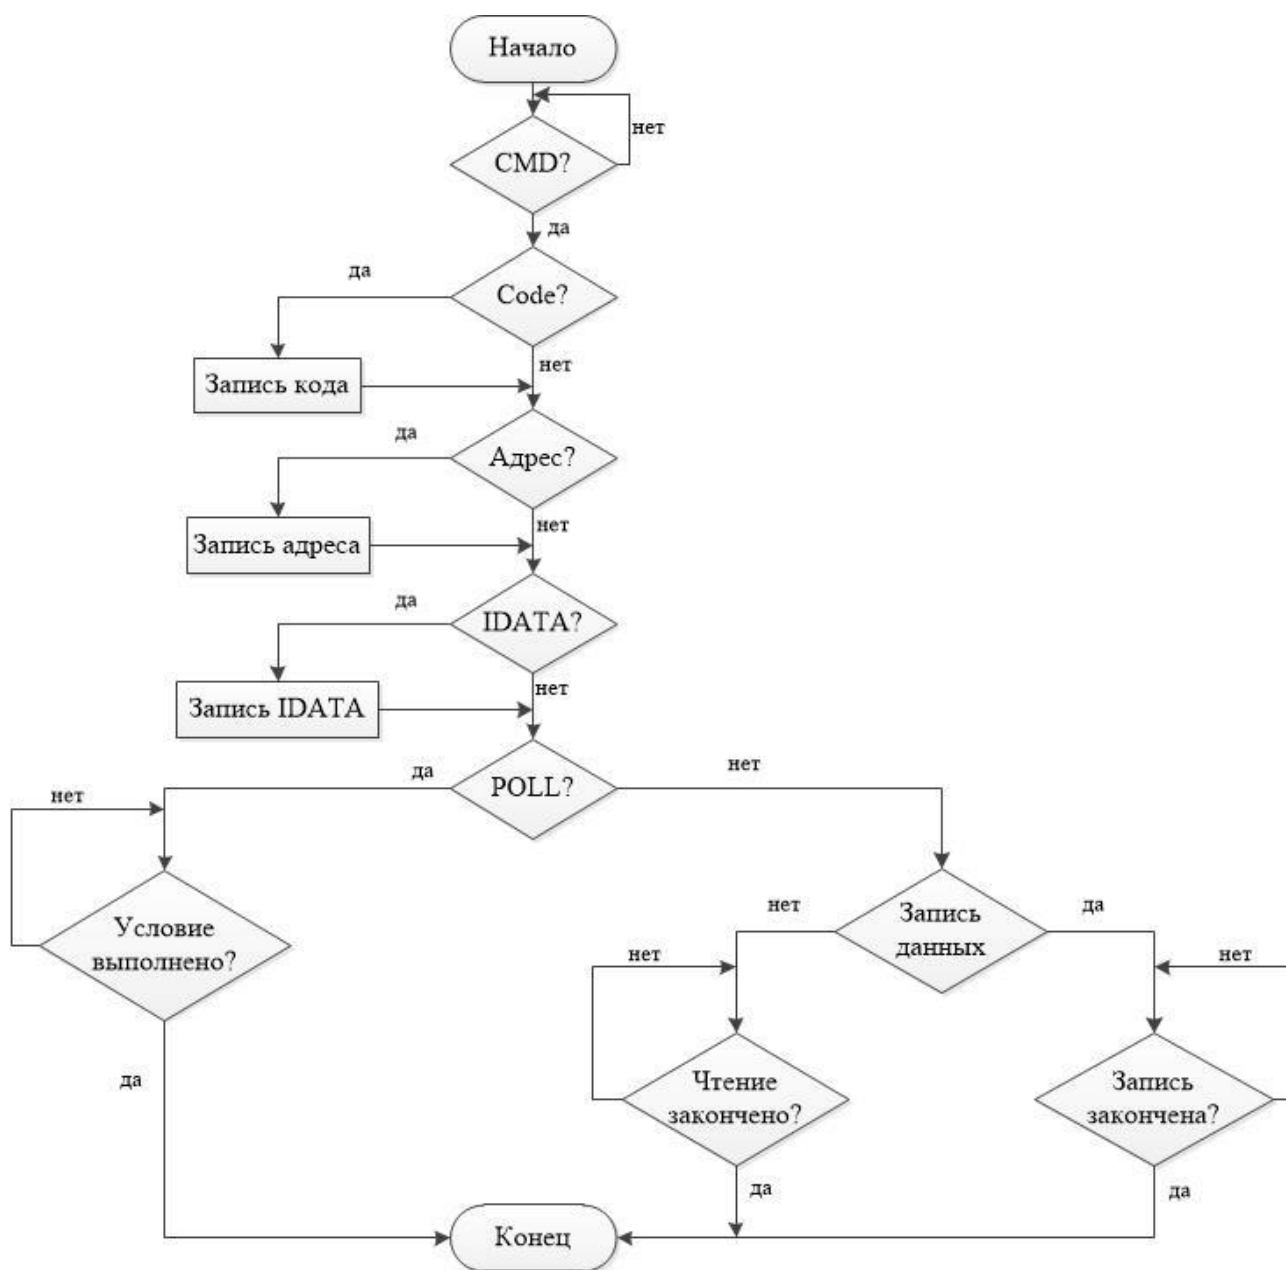 Начало
нет
CMD?
да
да
Code?
нет
Запись кода
да
Адрес?
нет
Запись адреса
да
IDATA?
нет
Запись IDATA
да
POLL?
нет
нет
нет
Запись
данных
да
Условие
выполнено?
нет
нет
да
Чтение
закончено?
Запись
закончена?
да
да
Конец